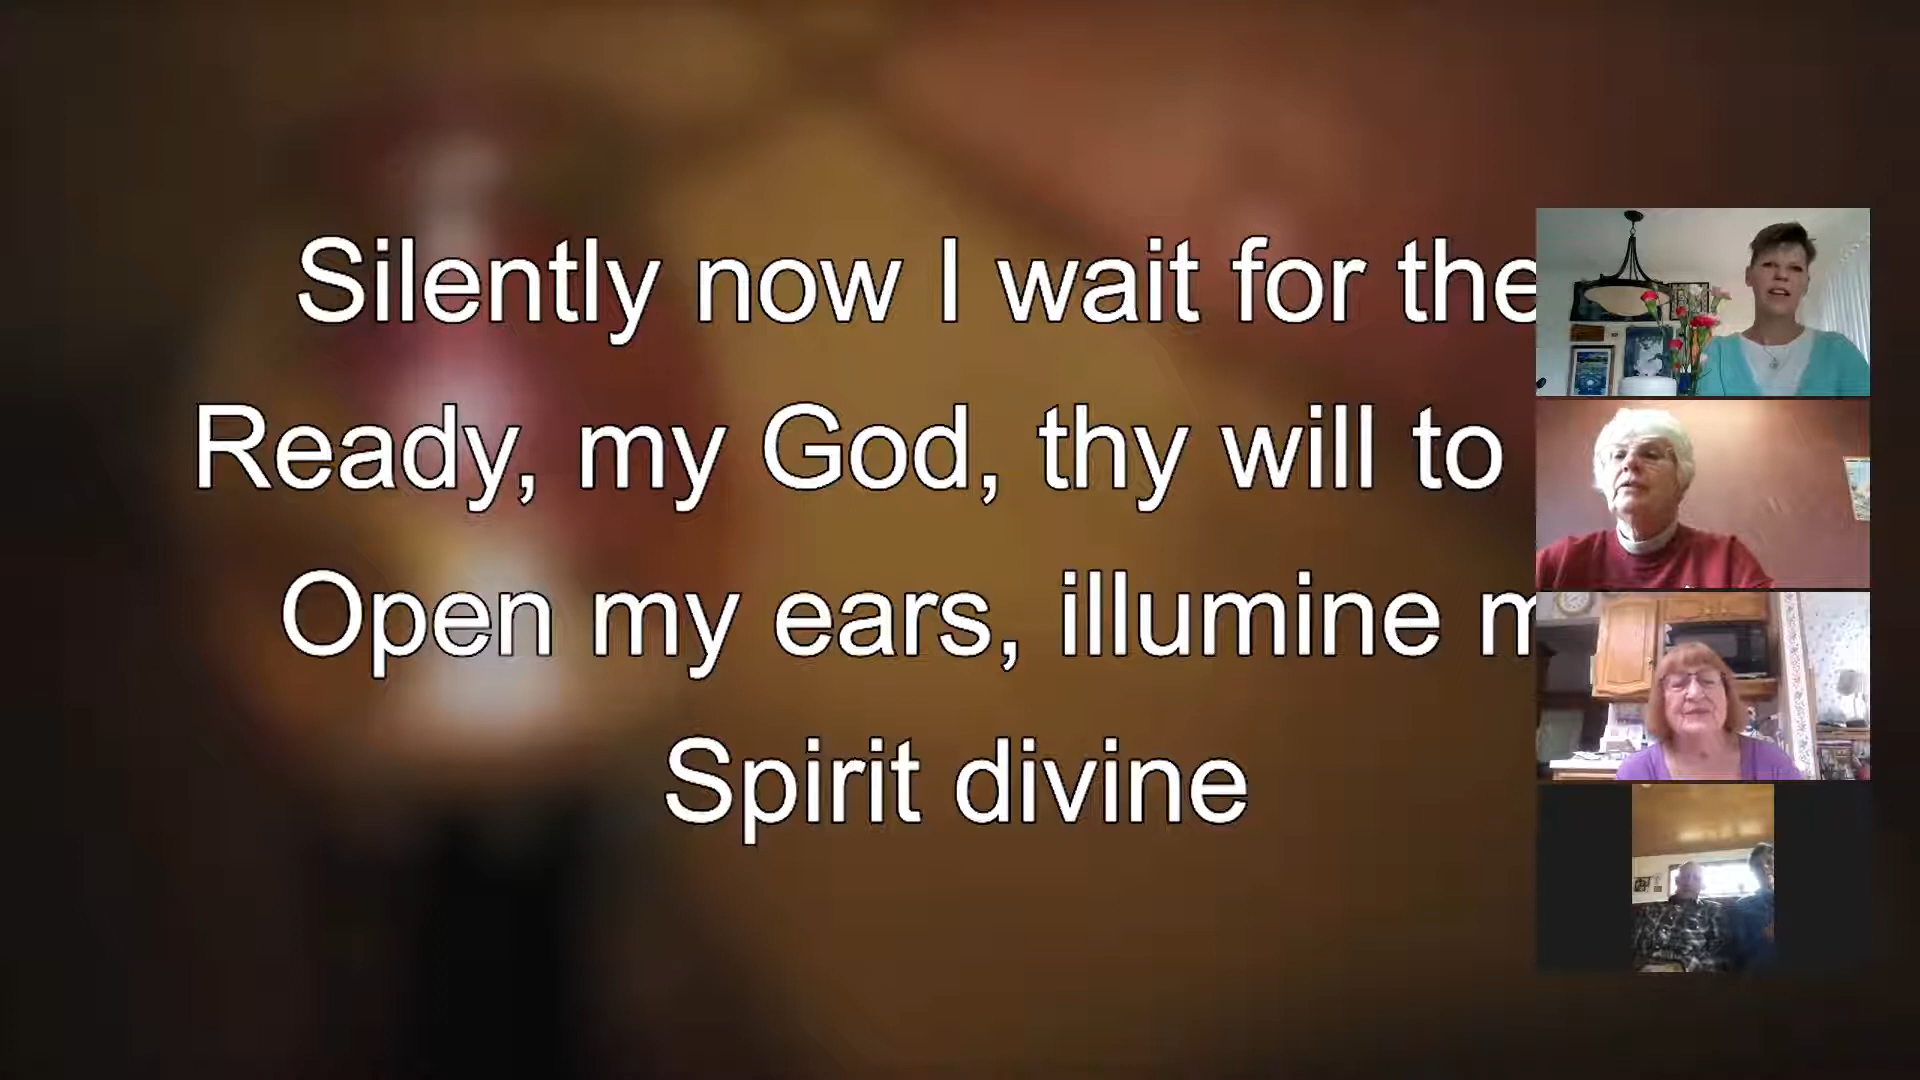 Silently now I wait for the
Ready, my God, thy will to
Open my ears, illumine m
Spirit divine